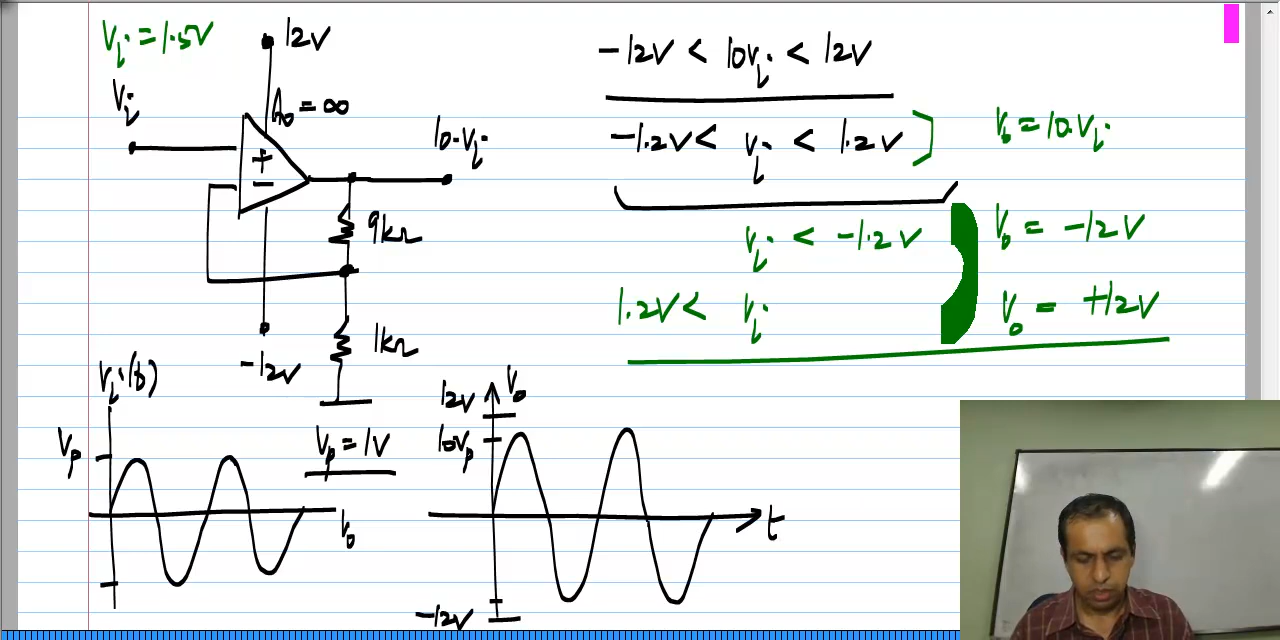 Vi = 1.5V
12V
Vi
A0 = ∞
+
−
10.Vi
9kΩ
1kΩ
-12V
-12V < 10Vi < 12V
-1.2V < Vi < 1.2V
V0 = 10.Vi
Vi < -1.2V
V0 = -12V
1.2V < Vi
V0 = +12V
Vi(t)
Vp
Vp = 1V
V0
12V
V0
10Vp
t
-12V